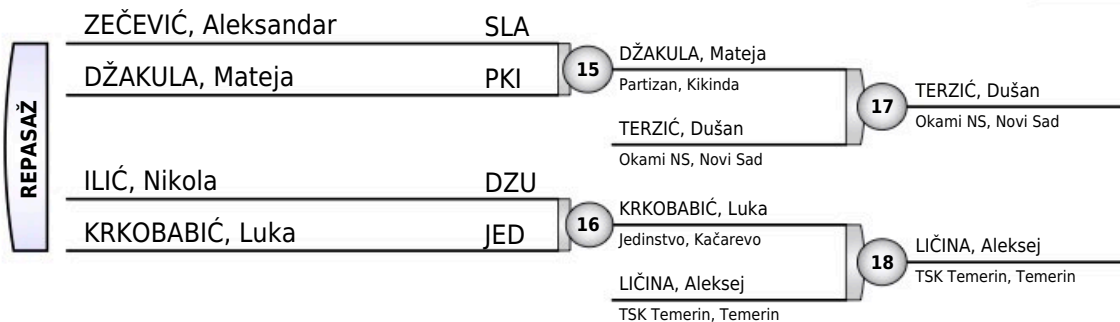 REPASAŽ
ZEČEVIĆ, Aleksandar SLA
DŽAKULA, Mateja PKI
15
DŽAKULA, Mateja
Partizan, Kikinda
TERZIĆ, Dušan
Okami NS, Novi Sad
17
TERZIĆ, Dušan
Okami NS, Novi Sad
ILIĆ, Nikola DZU
KRKOBABIĆ, Luka JED
16
KRKOBABIĆ, Luka
Jedinstvo, Kačarevo
LIČINA, Aleksej
TSK Temerin, Temerin
18
LIČINA, Aleksej
TSK Temerin, Temerin